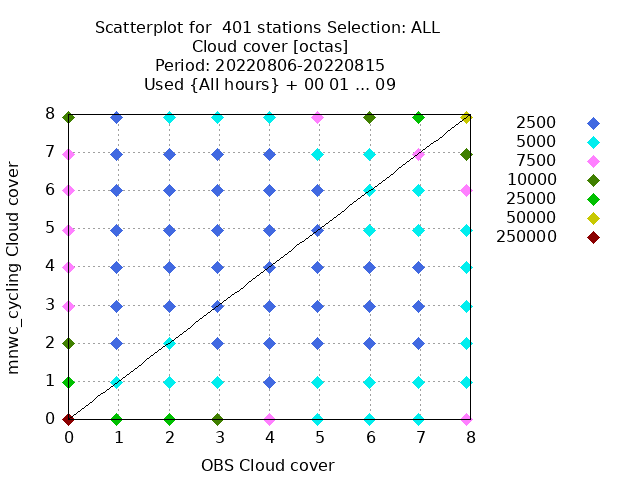 Scatterplot for  401 stations Selection: ALL
Cloud cover [octas]
Period: 20220806-20220815
Used {All hours} + 00 01 ... 09
8
7
6
5
4
3
2
1
0
mnwc_cycling Cloud cover
0 1 2 3 4 5 6 7 8
OBS Cloud cover
2500
5000
7500
10000
25000
50000
250000